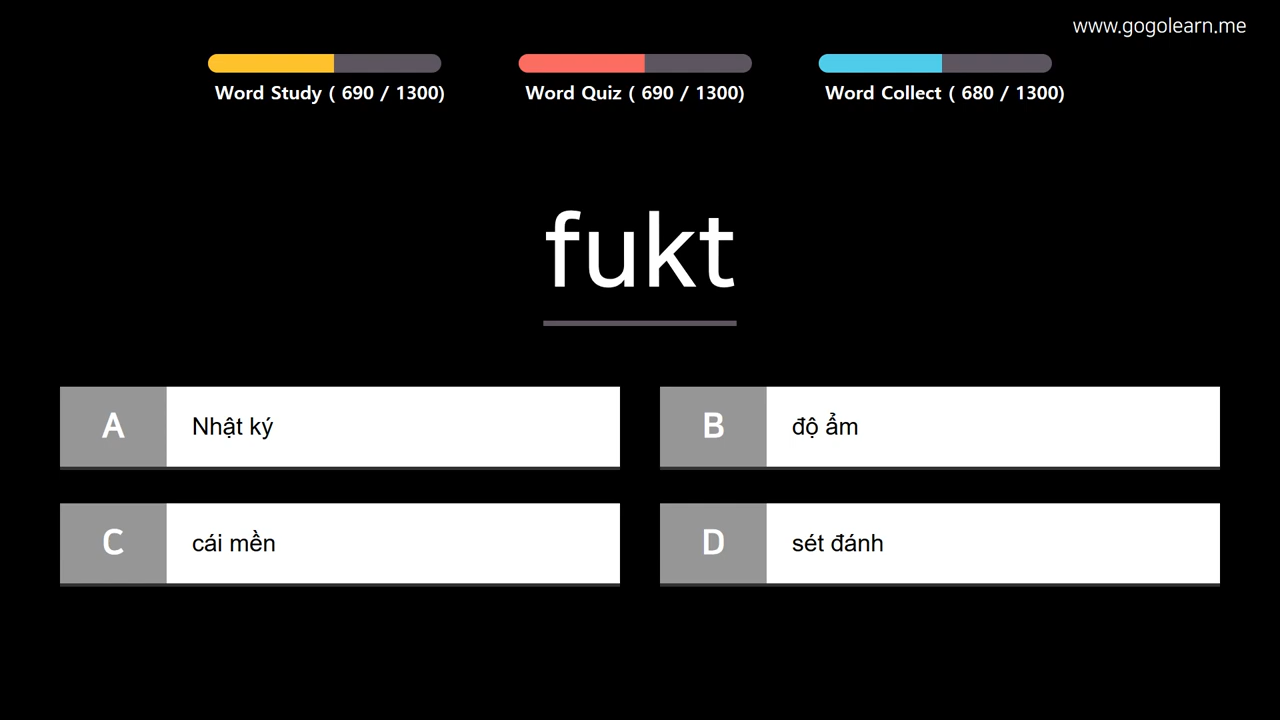 www.gogolearn.me
Word Study ( 690 / 1300)
Word Quiz ( 690 / 1300)
Word Collect ( 680 / 1300)
fukt
A Nhật ký
B độ ẩm
C cái mền
D sét đánh